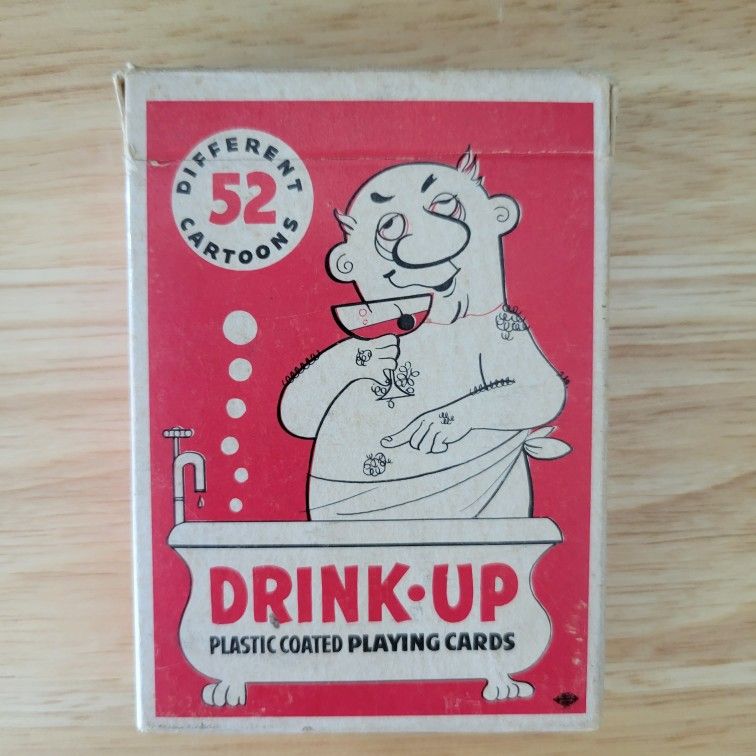 DIFFERENT
52
CARTOONS
DRINK•UP
PLASTIC COATED PLAYING CARDS